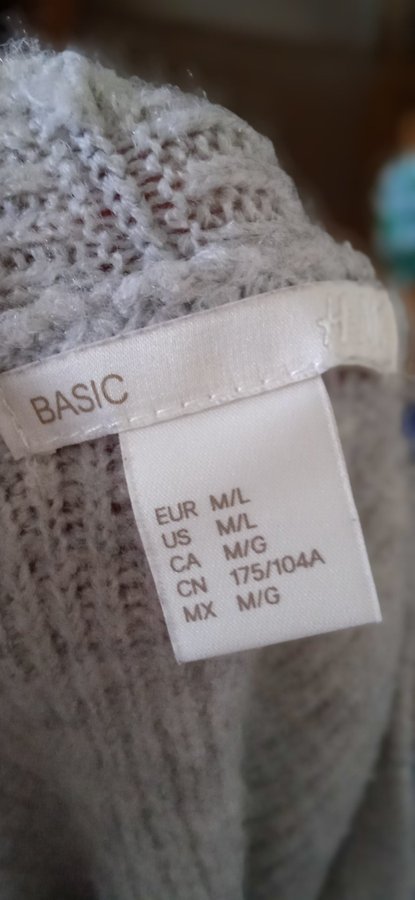 BASIC
EUR M/L
US M/L
CA M/G
CN 175/104A
MX M/G